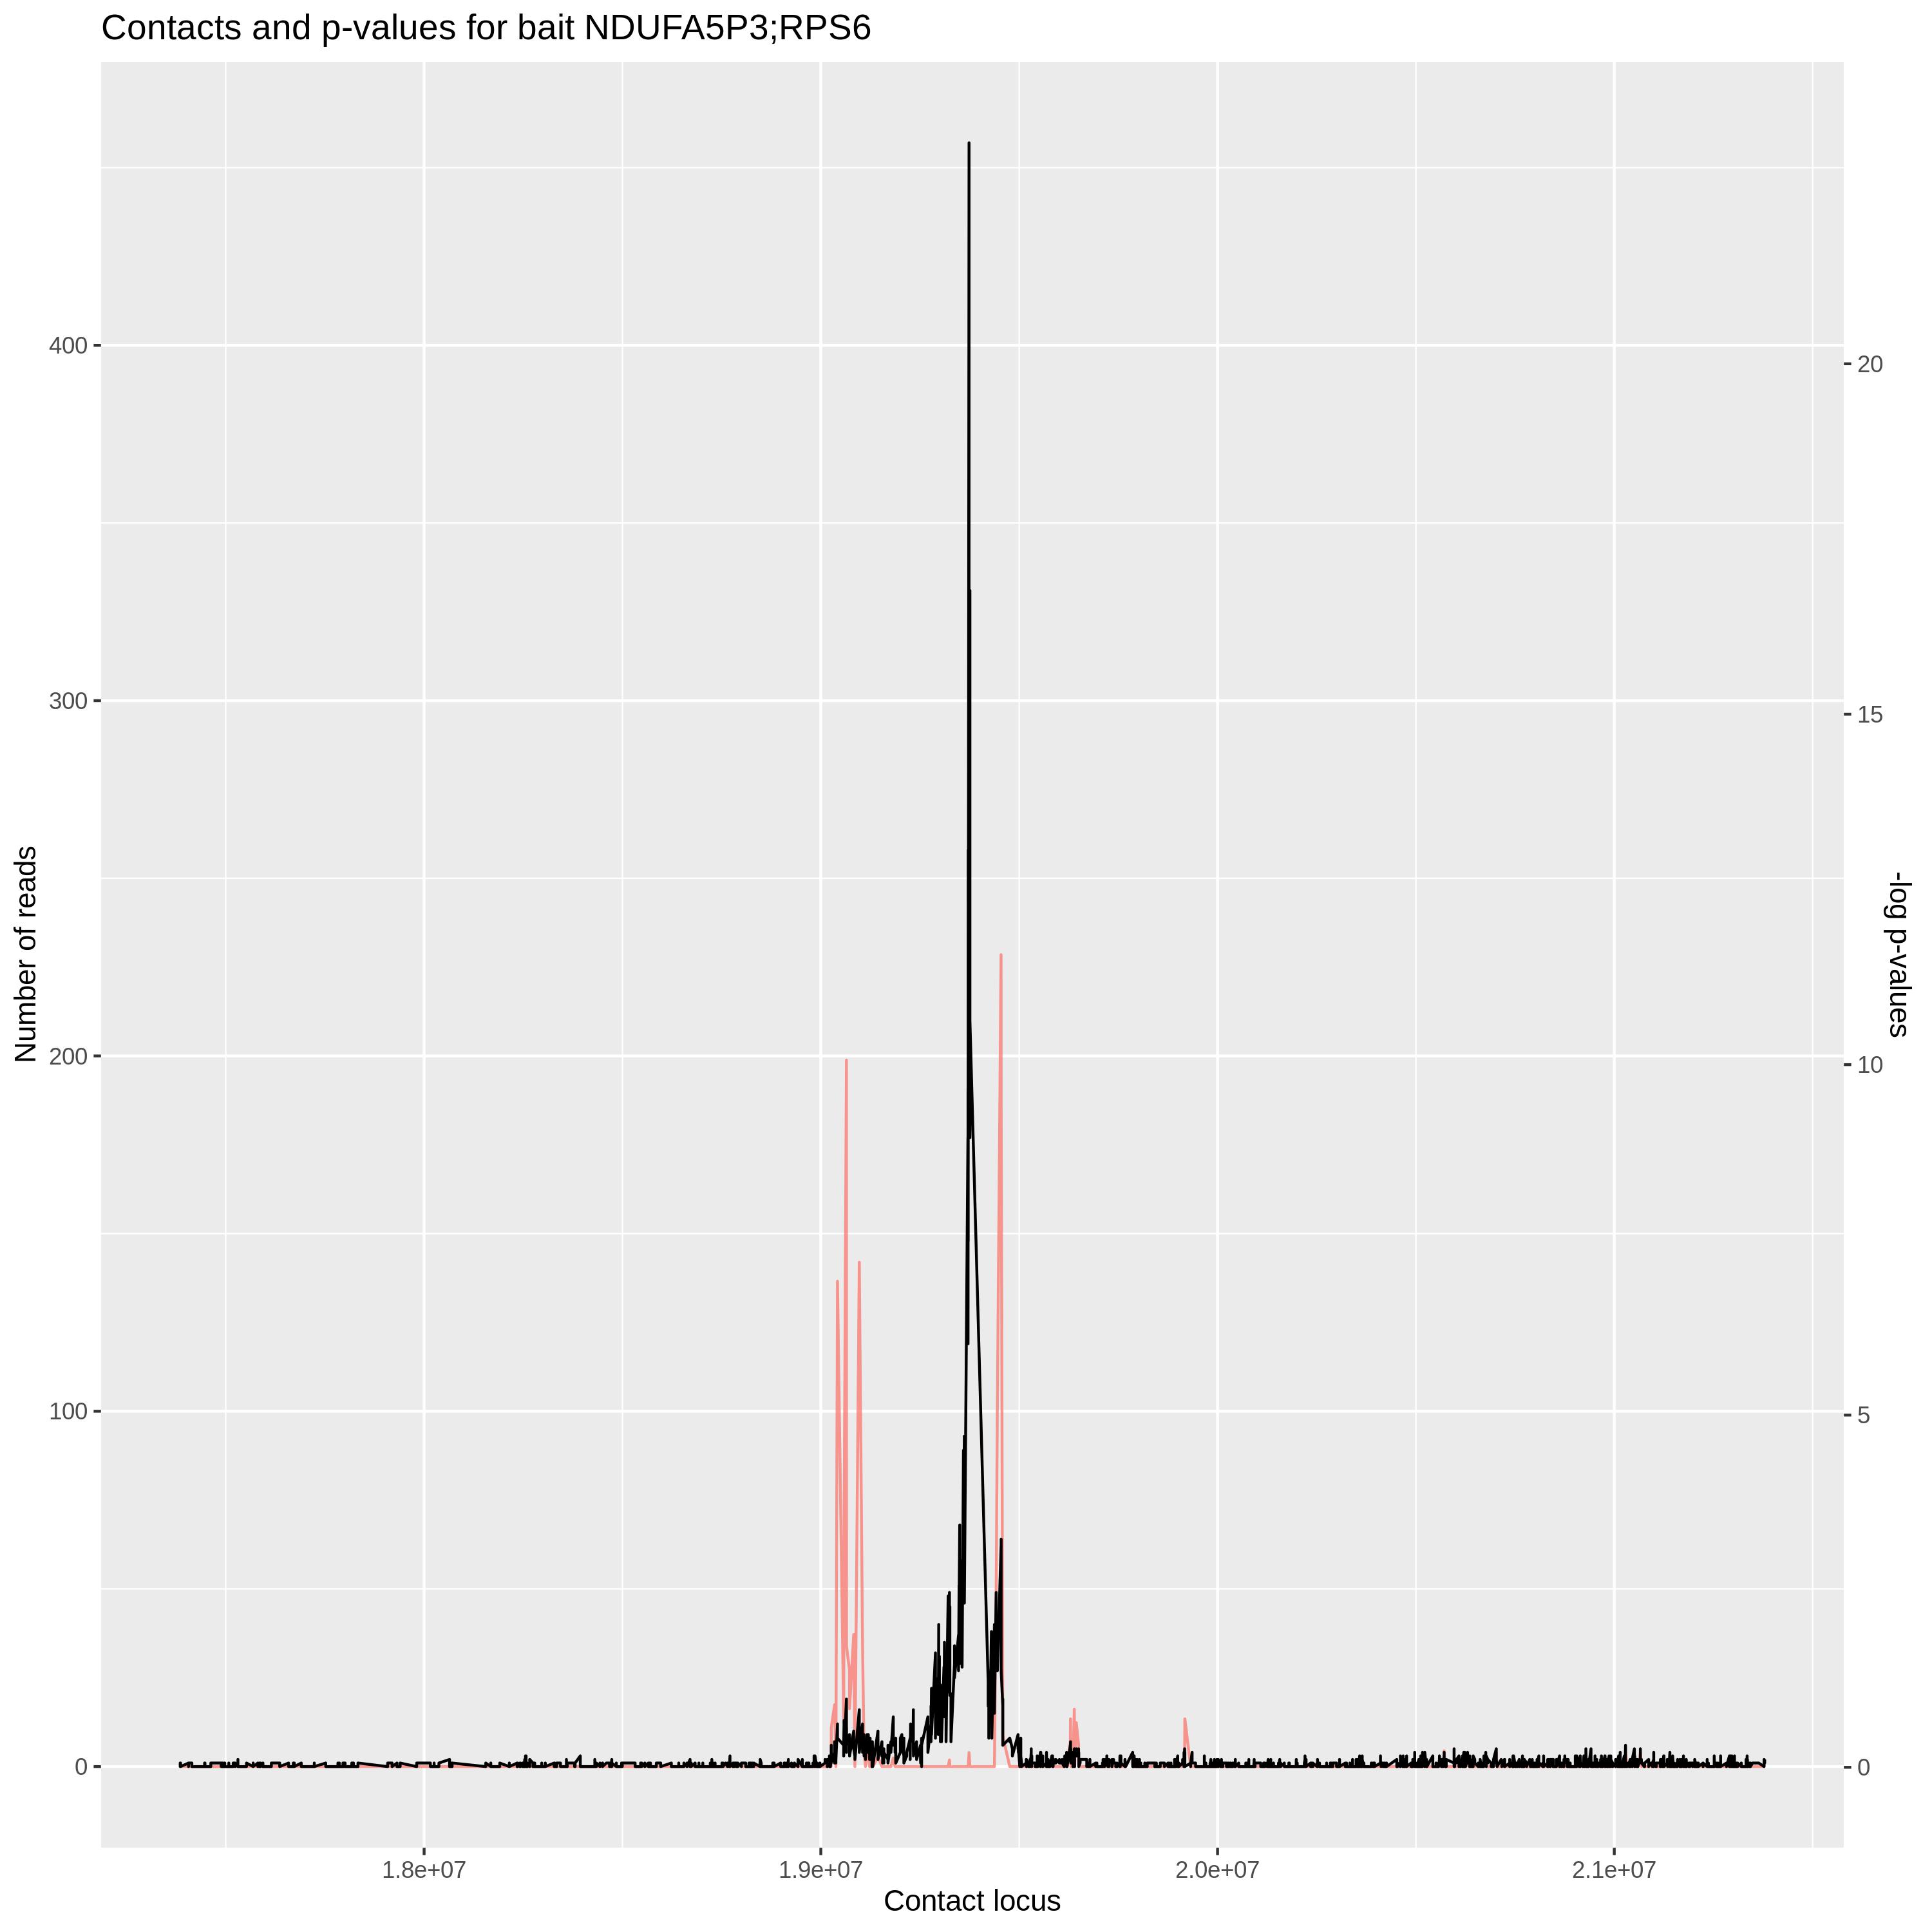 Contacts and p-values for bait NDUFA5P3;RPS6
Number of reads
400
300
200
100
0
20
15
10
5
0
-log p-values
1.8e+07
1.9e+07
2.0e+07
2.1e+07
Contact locus